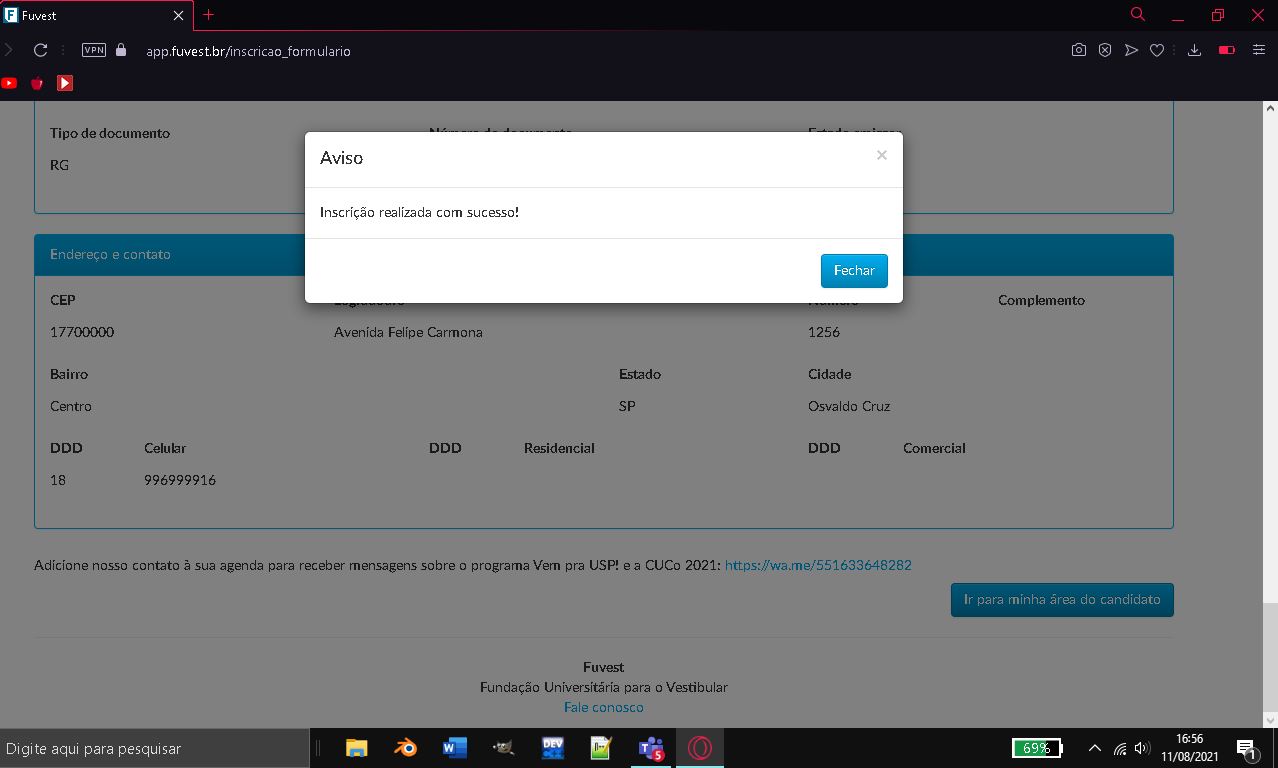 Fuvest
VPN
app.fuvest.br/inscricao_formulario
Tipo de documento
RG
Aviso
Inscrição realizada com sucesso!
Fechar
Endereço e contato
CEP Complemento
17700000 Avenida Felipe Carmona 1256
Bairro Estado Cidade
Centro SP Osvaldo Cruz
DDD Celular DDD Residencial DDD Comercial
18 996999916
Adicione nosso contato à sua agenda para receber mensagens sobre o programa Vem pra USP! e a CUCo 2021: https://wa.me/551633648282
Ir para minha área do candidato
Fuvest
Fundação Universitária para o Vestibular
Fale conosco
Digite aqui para pesquisar
DEV
C++
5
69%
16:56
11/08/2021
1